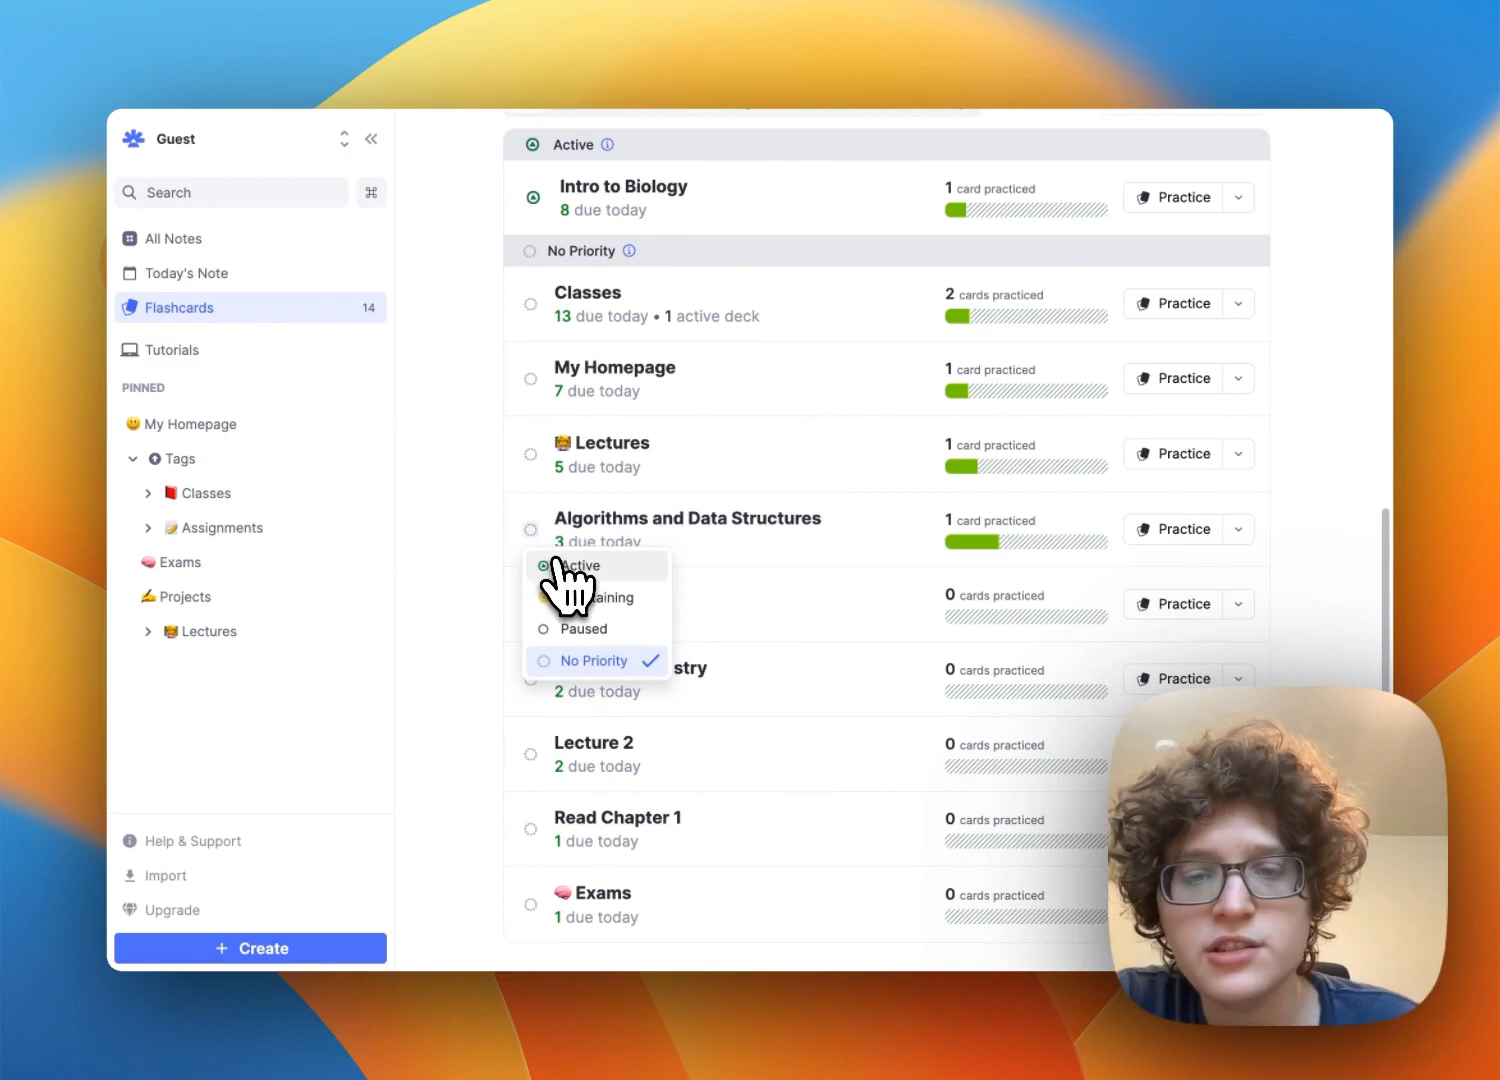 Guest
Search
⌘
All Notes
Today's Note
Flashcards 14
Tutorials
PINNED
My Homepage
Tags
Classes
Assignments
Exams
Projects
Lectures
Help & Support
Import
Upgrade
+ Create
Active
Intro to Biology
8 due today
1 card practiced
Practice
No Priority
Classes
13 due today • 1 active deck
2 cards practiced
Practice
My Homepage
7 due today
1 card practiced
Practice
Lectures
5 due today
1 card practiced
Practice
Algorithms and Data Structures
3 due today
1 card practiced
Practice
Active
Paused
No Priority
0 cards practiced
Practice
2 due today
0 cards practiced
Practice
Lecture 2
2 due today
0 cards practiced
Read Chapter 1
1 due today
0 cards practiced
Exams
1 due today
0 cards practiced